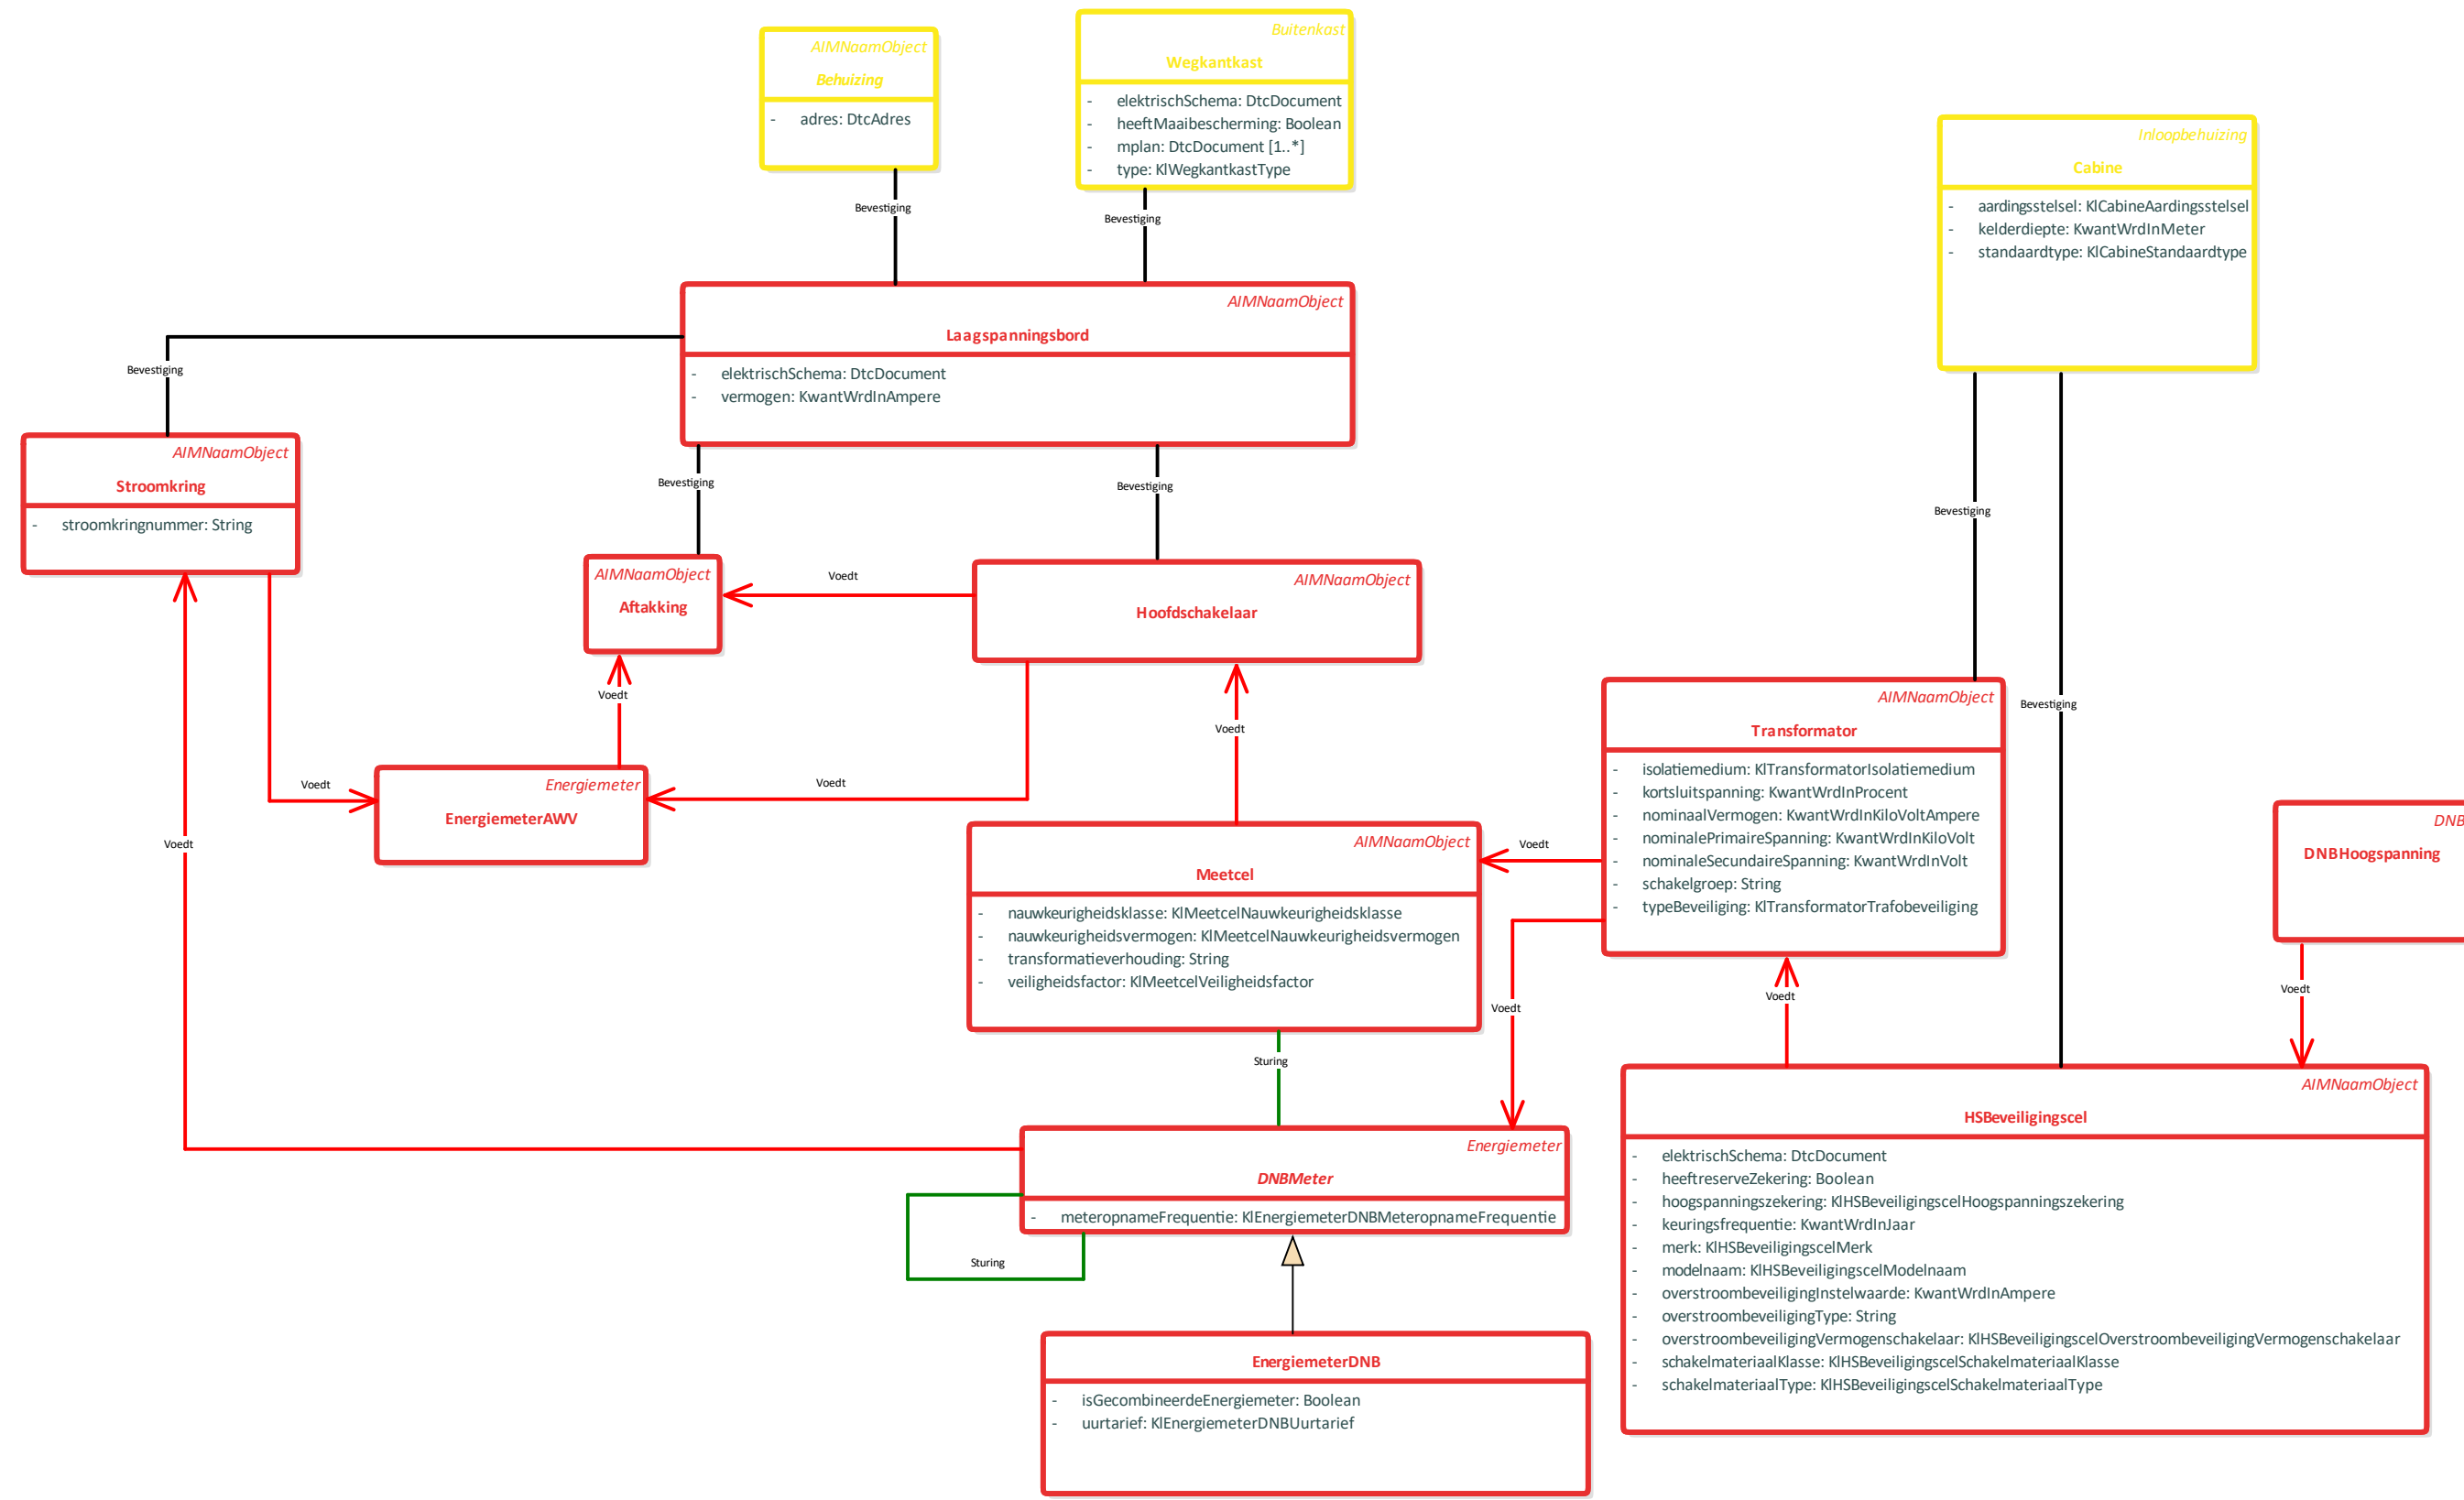 AIMNaamObject
Behuizing
- adres: DtcAdres
Buitenkast
Wegkantkast
- elektrischSchema: DtcDocument
- heeftMaaibescherming: Boolean
- mplan: DtcDocument [1..*]
- type: KlWegkantkastType
Inloopbehuizing
Cabine
- aardingsstelsel: KlCabineAardingsstelsel
- kelderdiepte: KwantWrdInMeter
- standaardtype: KlCabineStandaardtype
Bevestiging
Bevestiging
AIMNaamObject
Laagspanningsbord
- elektrischSchema: DtcDocument
- vermogen: KwantWrdInAmpere
Bevestiging
AIMNaamObject
Stroomkring
- stroomkringnummer: String
Bevestiging
Bevestiging
Bevestiging
AIMNaamObject
Aftakking
Voedt
AIMNaamObject
Hoofdschakelaar
Voedt
Voedt
Bevestiging
AIMNaamObject
Transformator
- isolatiemedium: KlTransformatorIsolatiemedium
- kortsluitspanning: KwantWrdInProcent
- nominaalVermogen: KwantWrdInKiloVoltAmpere
- nominalePrimaireSpanning: KwantWrdInKiloVolt
- nominaleSecundaireSpanning: KwantWrdInVolt
- schakelgroep: String
- typeBeveiliging: KlTransformatorTrafobeveiliging
Voedt
Energiemeter
EnergiemeterAWV
Voedt
Voedt
AIMNaamObject
Meetcel
- nauwkeurigheidsklasse: KlMeetcelNauwkeurigheidsklasse
- nauwkeurigheidsvermogen: KlMeetcelNauwkeurigheidsvermogen
- transformatieverhouding: String
- veiligheidsfactor: KlMeetcelVeiligheidsfactor
Voedt
DNB
DNBHoogspanning
Voedt
Voedt
Voedt
Sturing
Energiemeter
DNBMeter
- meteropnameFrequentie: KlEnergiemeterDNBMeteropnameFrequentie
Sturing
Voedt
AIMNaamObject
HSBeveiligingscel
- elektrischSchema: DtcDocument
- heeftreserveZekering: Boolean
- hoogspanningszekering: KlHSBeveiligingscelHoogspanningszekering
- keuringsfrequentie: KwantWrdInJaar
- merk: KlHSBeveiligingscelMerk
- modelnaam: KlHSBeveiligingscelModelnaam
- overstroombeveiligingInstelwaarde: KwantWrdInAmpere
- overstroombeveiligingType: String
- overstroombeveiligingVermogenschakelaar: KlHSBeveiligingscelOverstroombeveiligingVermogenschakelaar
- schakelmateriaalKlasse: KlHSBeveiligingscelSchakelmateriaalKlasse
- schakelmateriaalType: KlHSBeveiligingscelSchakelmateriaalType
EnergiemeterDNB
- isGecombineerdeEnergiemeter: Boolean
- uurtarief: KlEnergiemeterDNBUurtarief